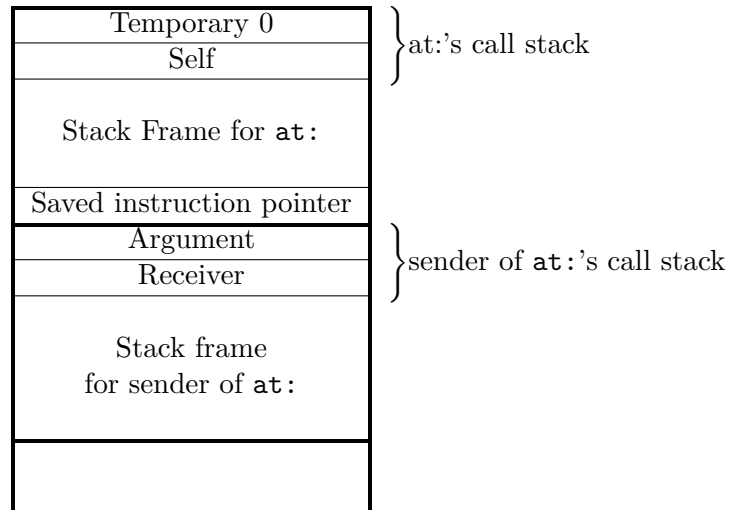 Temporary 0
Self
at:’s call stack
Stack Frame for at:
Saved instruction pointer
Argument
Receiver
sender of at:’s call stack
Stack frame
for sender of at: